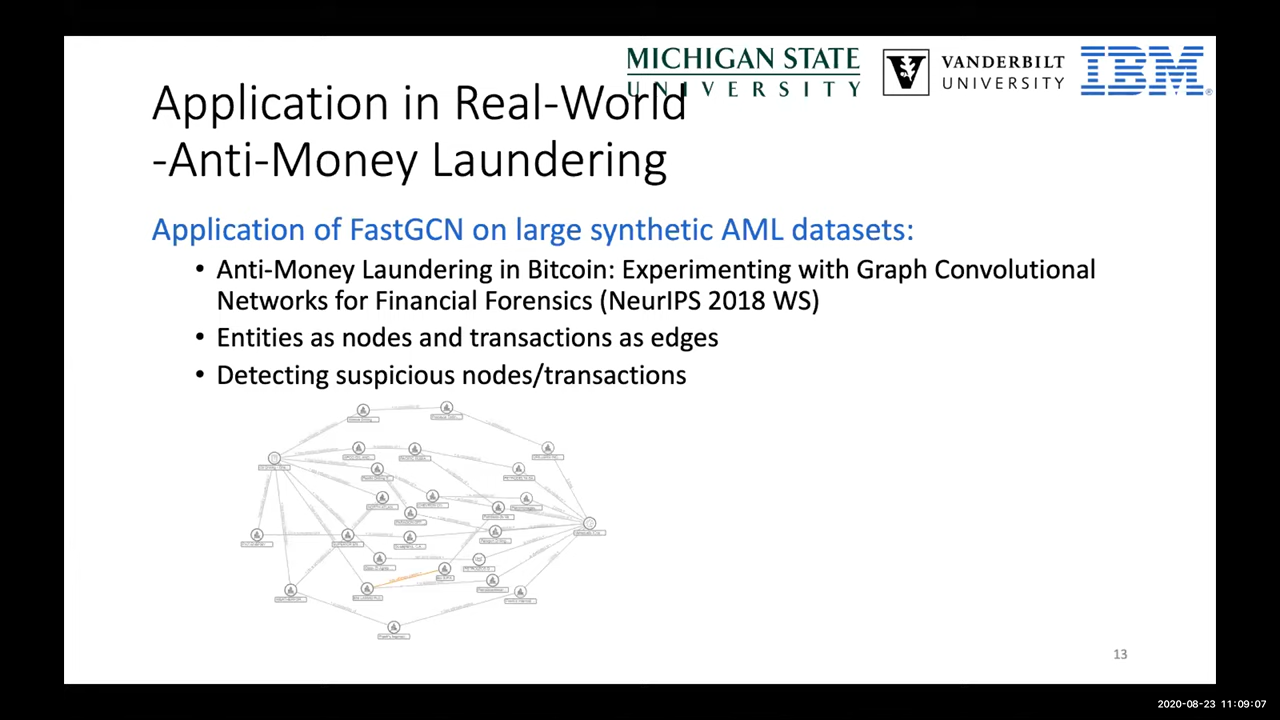 MICHIGAN STATE
UNIVERSITY
VANDERBILT
UNIVERSITY
IBM
Application in Real-World
-Anti-Money Laundering
Application of FastGCN on large synthetic AML datasets:
• Anti-Money Laundering in Bitcoin: Experimenting with Graph Convolutional
Networks for Financial Forensics (NeurIPS 2018 WS)
• Entities as nodes and transactions as edges
• Detecting suspicious nodes/transactions
13
2020-08-23 11:09:07